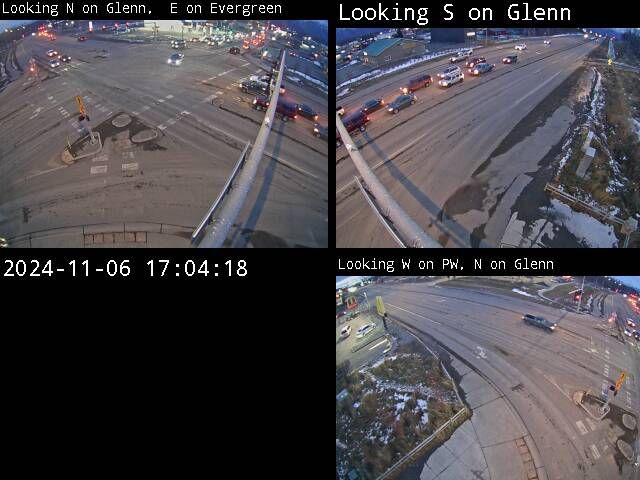 Looking N on Glenn,  E on Evergreen
Looking S on Glenn
2024-11-06 17:04:18
Looking W on PW, N on Glenn